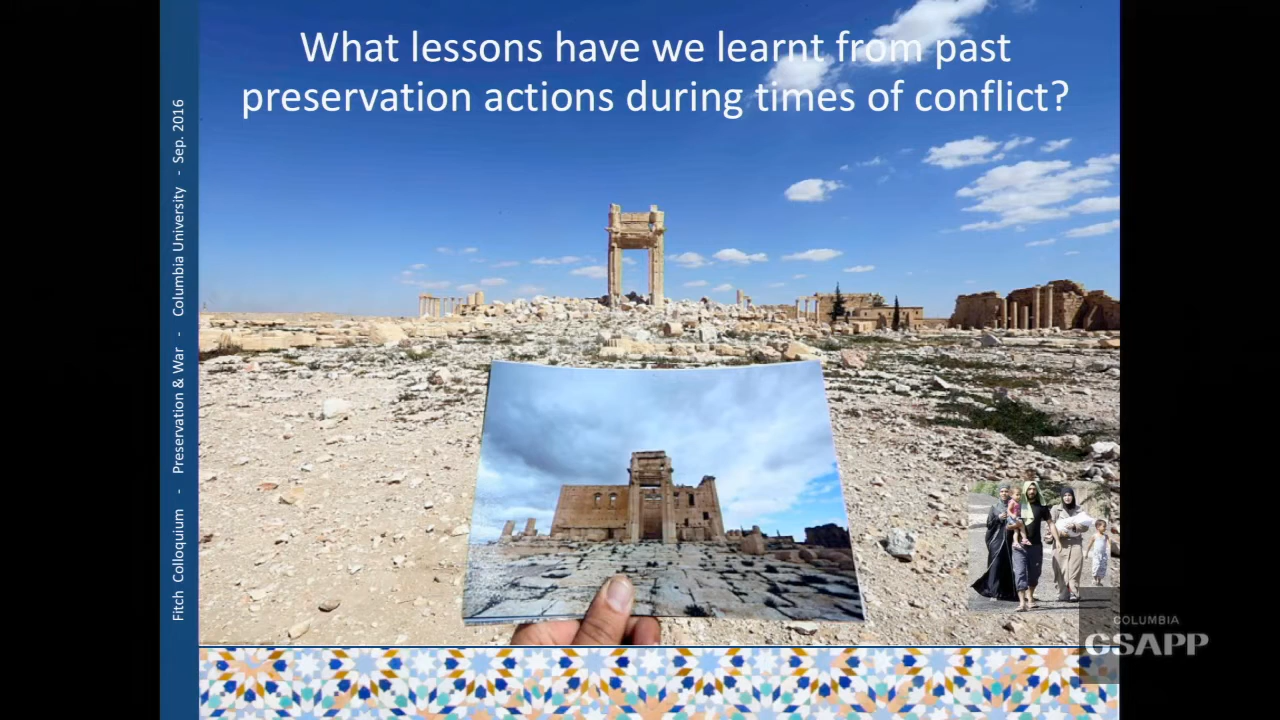 What lessons have we learnt from past
preservation actions during times of conflict?
Fitch Colloquium - Preservation & War - Columbia University - Sep. 2016
COLUMBIA
GSAPP